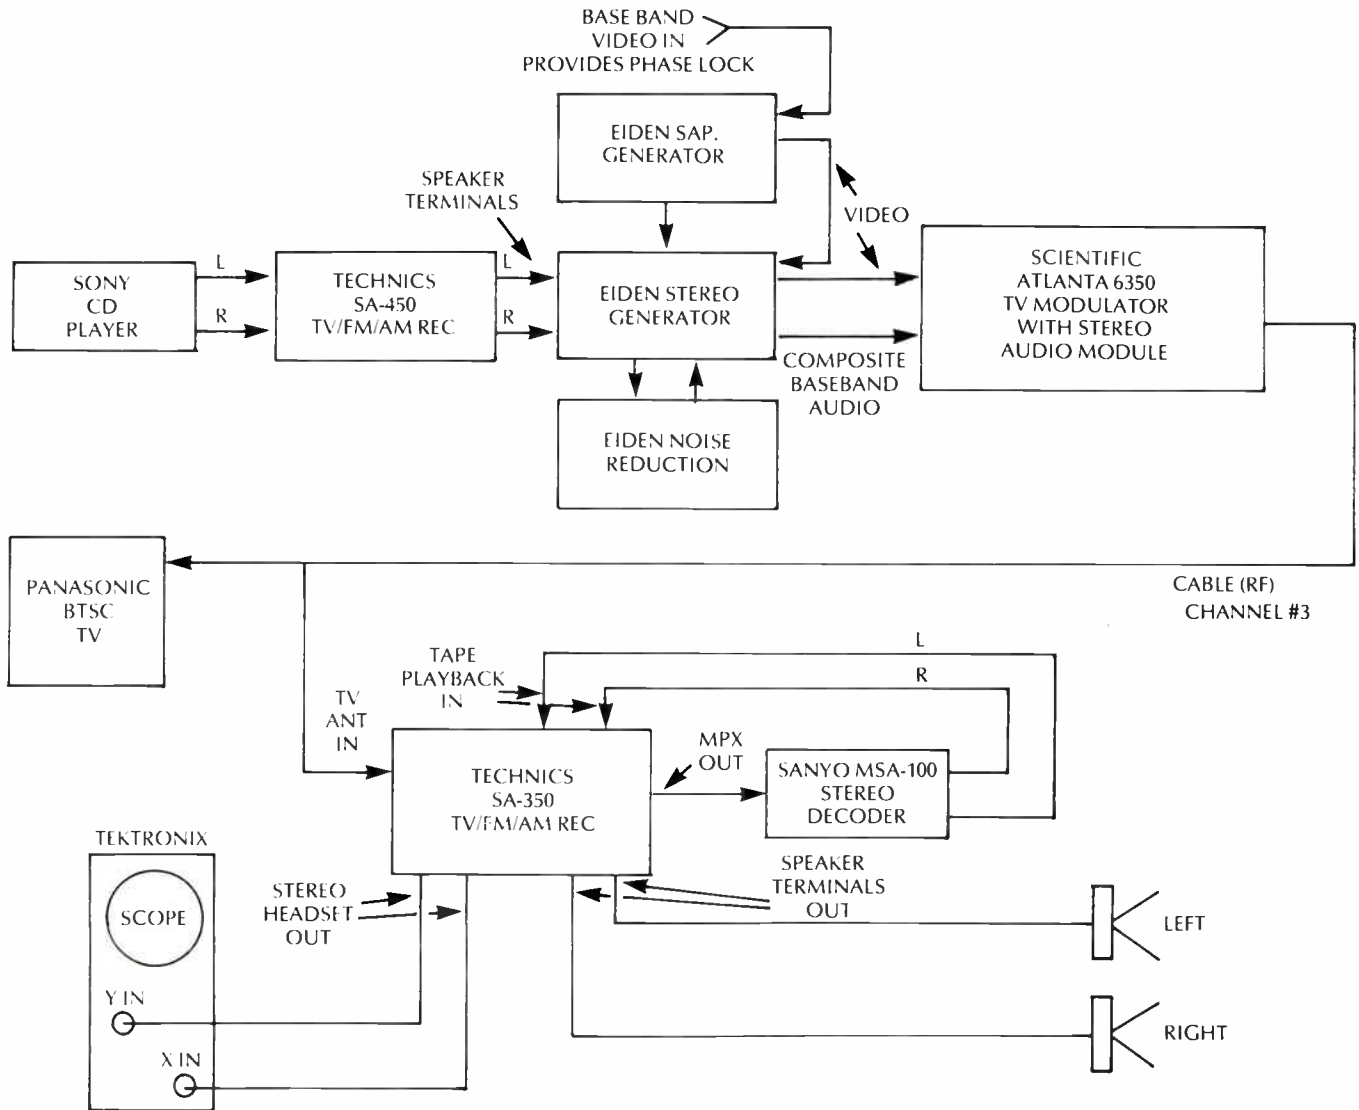 BASE BAND
VIDEO IN
PROVIDES PHASE LOCK
EIDEN SAP.
GENERATOR
SPEAKER
TERMINALS
VIDEO
SONY
CD
PLAYER
L
R
TECHNICS
SA-450
TV/FM/AM REC
L
R
EIDEN STEREO
GENERATOR
SCIENTIFIC
ATLANTA 6350
TV MODULATOR
WITH STEREO
AUDIO MODULE
COMPOSITE
BASEBAND
AUDIO
EIDEN NOISE
REDUCTION
PANASONIC
BTSC
TV
CABLE (RF)
CHANNEL #3
TAPE
PLAYBACK
IN
L
R
TV
ANT
IN
TECHNICS
SA-350
TV/FM/AM REC
MPX
OUT
SANYO MSA-100
STEREO
DECODER
TEKTRONIX
SCOPE
Y IN
X IN
STEREO
HEADSET
OUT
SPEAKER
TERMINALS
OUT
LEFT
RIGHT